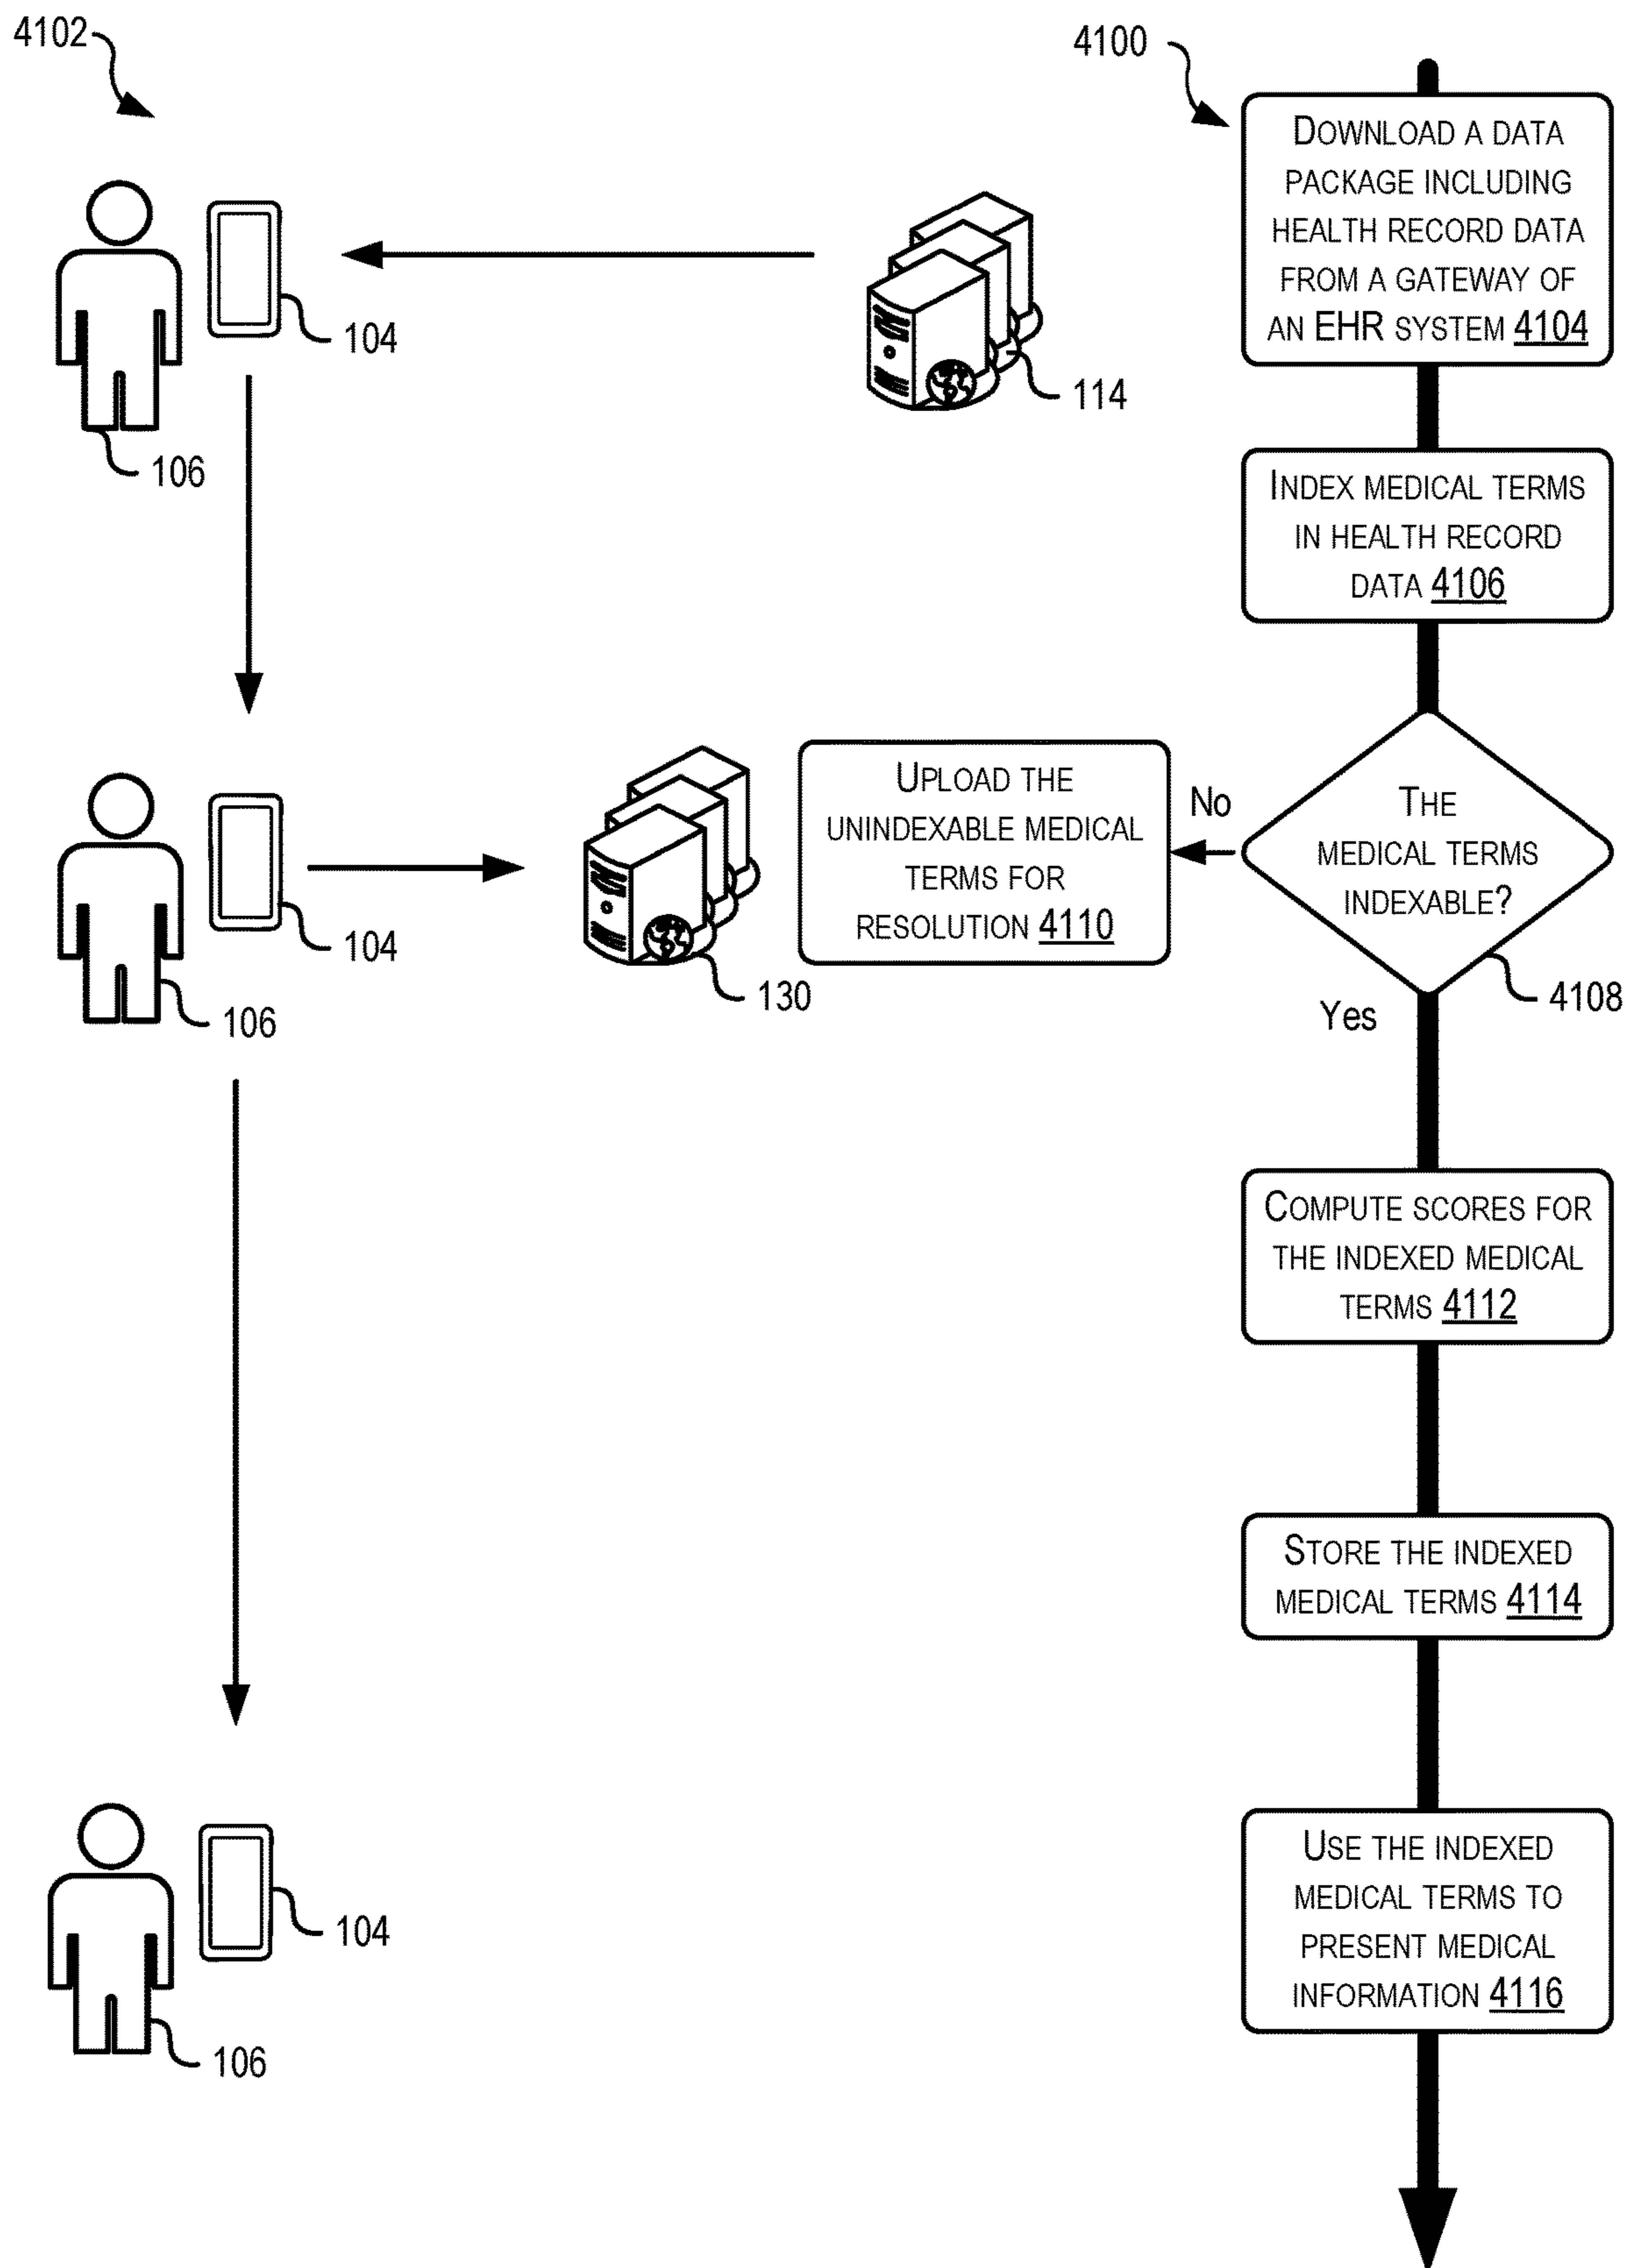 4102
4100
DOWNLOAD A DATA
PACKAGE INCLUDING
HEALTH RECORD DATA
FROM A GATEWAY OF
AN EHR SYSTEM 4104
104
114
106
INDEX MEDICAL TERMS
IN HEALTH RECORD
DATA 4106
UPLOAD THE
UNINDEXABLE MEDICAL
TERMS FOR
RESOLUTION 4110
No
THE
MEDICAL TERMS
INDEXABLE?
104
130
106
4108
Yes
COMPUTE SCORES FOR
THE INDEXED MEDICAL
TERMS 4112
STORE THE INDEXED
MEDICAL TERMS 4114
USE THE INDEXED
MEDICAL TERMS TO
PRESENT MEDICAL
INFORMATION 4116
104
106